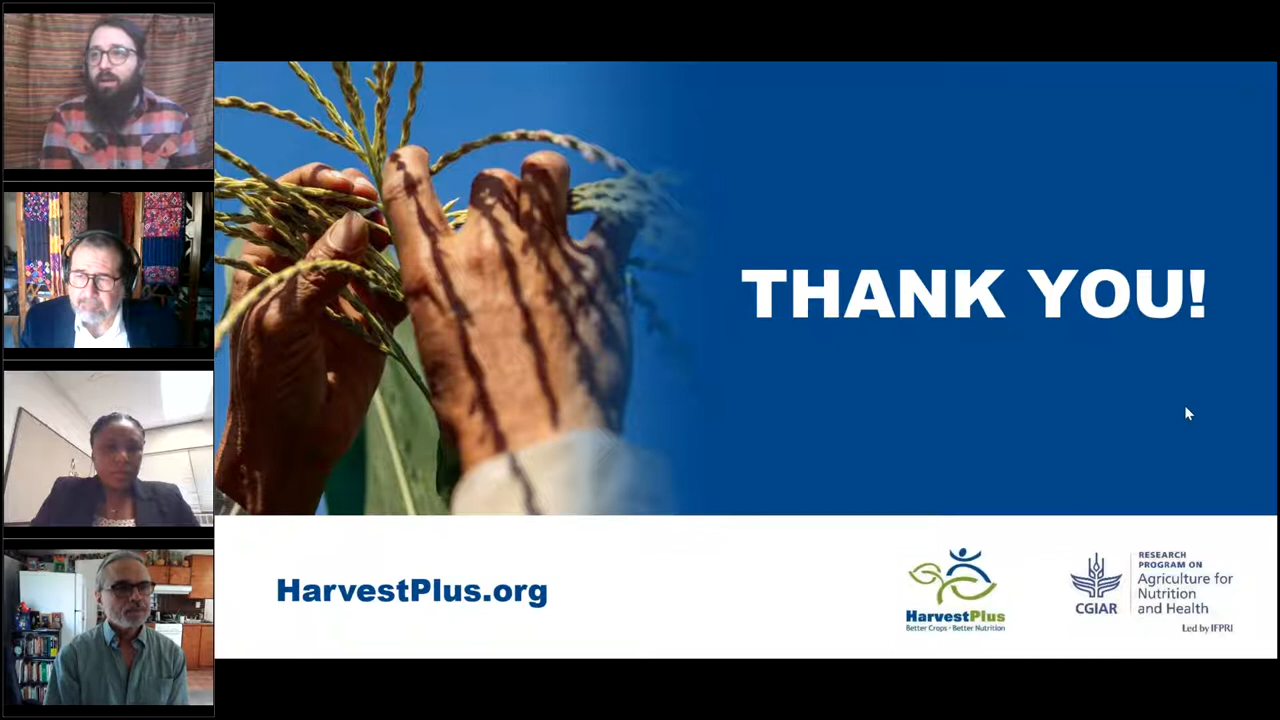 THANK YOU!
HarvestPlus.org
HarvestPlus
Better Crops • Better Nutrition
CGIAR
RESEARCH
PROGRAM ON
Agriculture for
Nutrition
and Health
Led by IFPRI